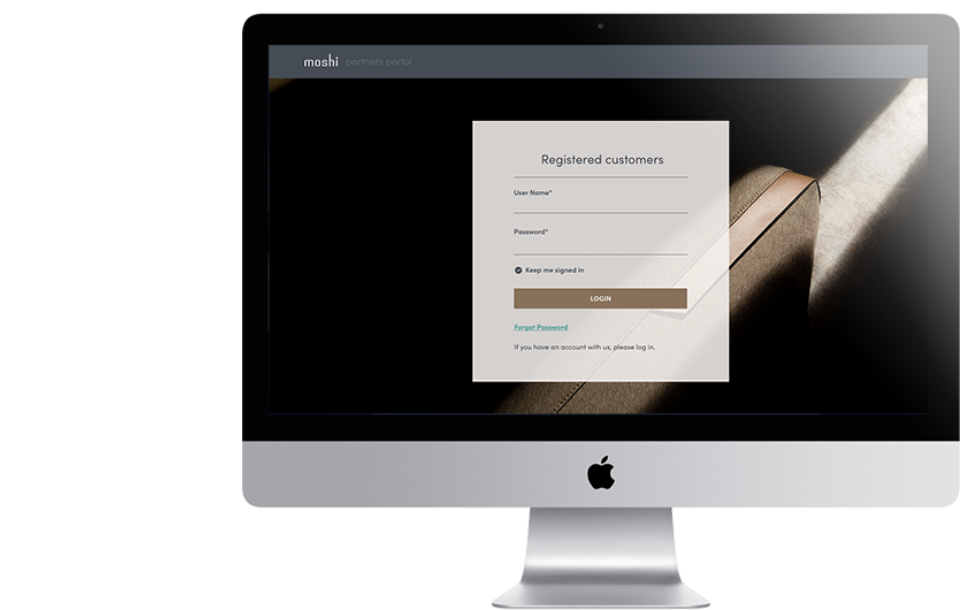 moshi partners portal
Registered customers
User Name*
Password*
Keep me signed in
LOGIN
Forgot Password
If you have an account with us, please log in.